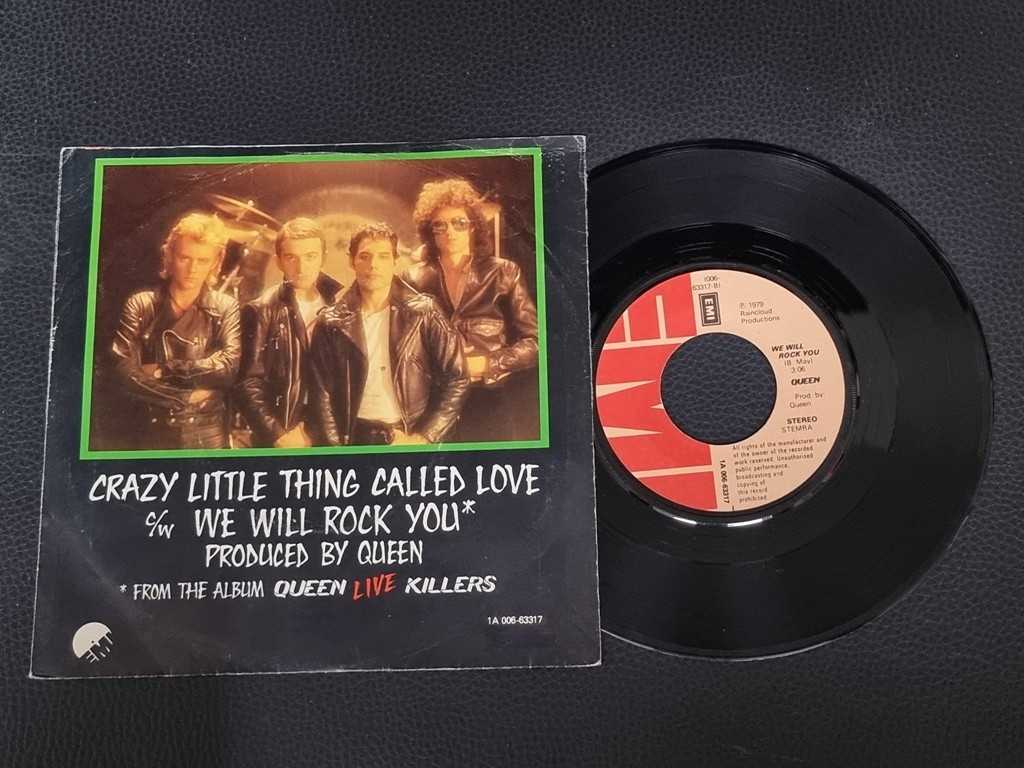 CRAZY LITTLE THING CALLED LOVE
c/w WE WILL ROCK YOU*
PRODUCED BY QUEEN
* FROM THE ALBUM QUEEN LIVE KILLERS
1A 006-63317
EMI
EMI
(006-
63317-B)
EMI
℗ 1979
Raincloud
Productions
WE WILL
ROCK YOU
(B. May)
3.06
QUEEN
Prod. by
Queen
STEREO
STEMRA
All rights of the manufacturer and
of the owner of the recorded
work reserved. Unauthorised
public performance,
broadcasting and
copying of
this record
prohibited
1A 006-63317